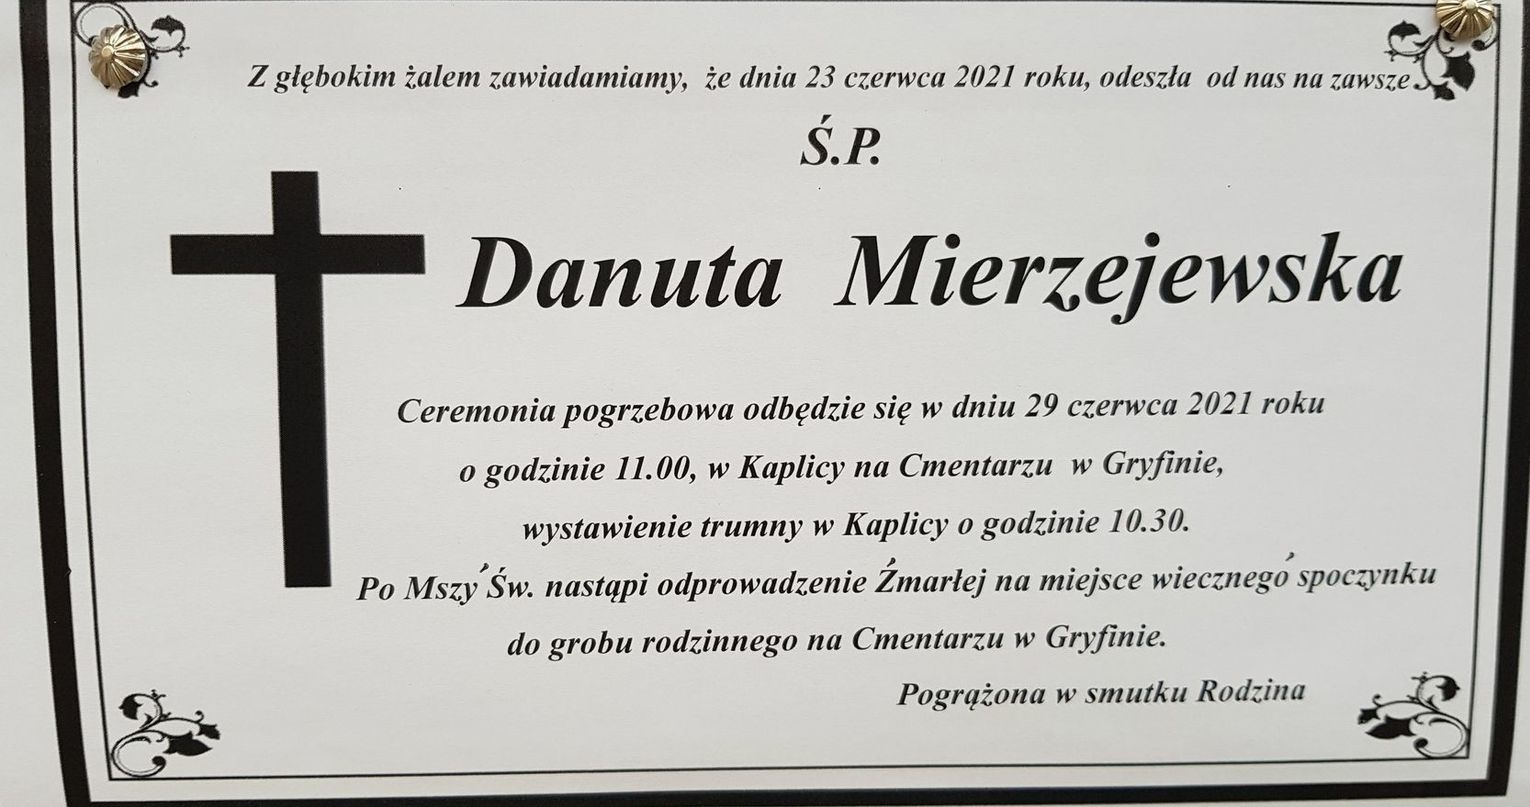 Z głębokim żalem zawiadamiamy, że dnia 23 czerwca 2021 roku, odeszła od nas na zawsze
Ś.P.
Danuta Mierzejewska
Ceremonia pogrzebowa odbędzie się w dniu 29 czerwca 2021 roku
o godzinie 11.00, w Kaplicy na Cmentarzu w Gryfinie,
wystawienie trumny w Kaplicy o godzinie 10.30.
Po Mszy Św. nastąpi odprowadzenie Zmarłej na miejsce wiecznego spoczynku
do grobu rodzinnego na Cmentarzu w Gryfinie.
Pogrążona w smutku Rodzina